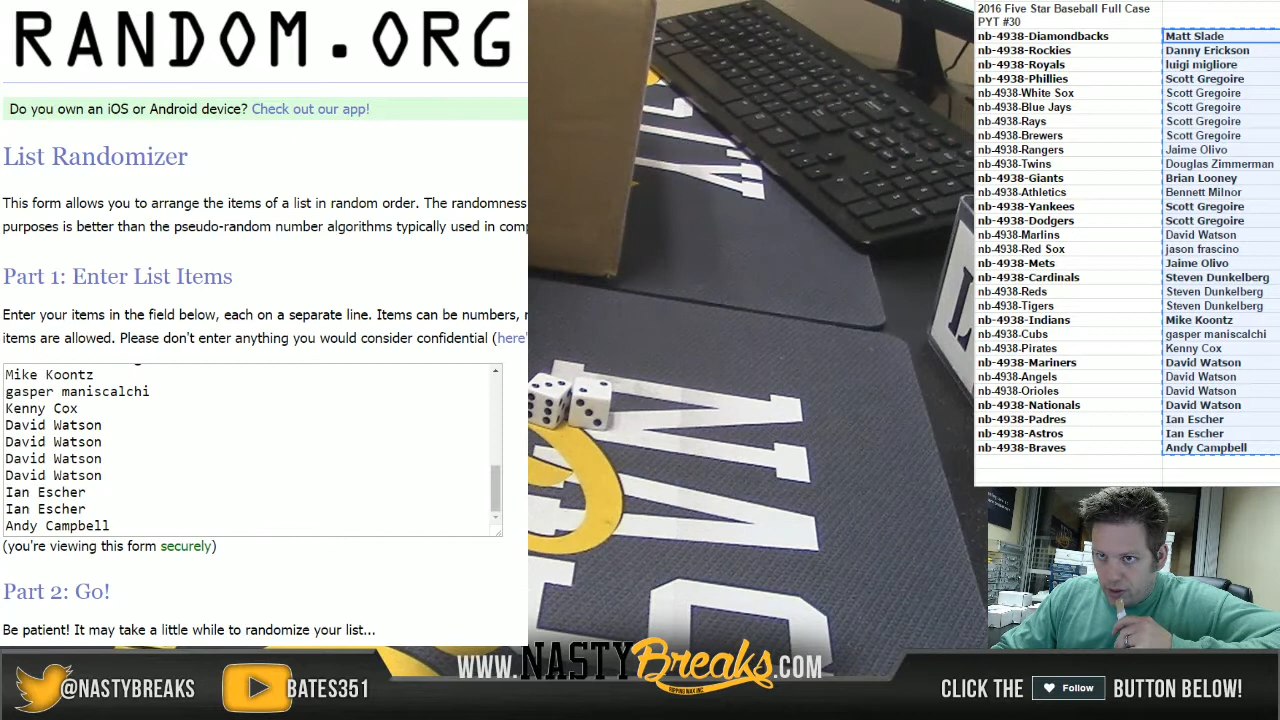 RANDOM.ORG
Do you own an iOS or Android device? Check out our app!
List Randomizer
This form allows you to arrange the items of a list in random order. The randomness
purposes is better than the pseudo-random number algorithms typically used in comp
Part 1: Enter List Items
Enter your items in the field below, each on a separate line. Items can be numbers,
items are allowed. Please don't enter anything you would consider confidential (here'
Mike Koontz
gasper maniscalchi
Kenny Cox
David Watson
David Watson
David Watson
David Watson
Ian Escher
Ian Escher
Andy Campbell
(you're viewing this form securely)
Part 2: Go!
Be patient! It may take a little while to randomize your list...
2016 Five Star Baseball Full Case
PYT #30
nb-4938-Diamondbacks Matt Slade
nb-4938-Rockies Danny Erickson
nb-4938-Royals luigi migliore
nb-4938-Phillies Scott Gregoire
nb-4938-White Sox Scott Gregoire
nb-4938-Blue Jays Scott Gregoire
nb-4938-Rays Scott Gregoire
nb-4938-Brewers Scott Gregoire
nb-4938-Rangers Jaime Olivo
nb-4938-Twins Douglas Zimmerman
nb-4938-Giants Brian Looney
nb-4938-Athletics Bennett Milnor
nb-4938-Yankees Scott Gregoire
nb-4938-Dodgers Scott Gregoire
nb-4938-Marlins David Watson
nb-4938-Red Sox jason frascino
nb-4938-Mets Jaime Olivo
nb-4938-Cardinals Steven Dunkelberg
nb-4938-Reds Steven Dunkelberg
nb-4938-Tigers Steven Dunkelberg
nb-4938-Indians Mike Koontz
nb-4938-Cubs gasper maniscalchi
nb-4938-Pirates Kenny Cox
nb-4938-Mariners David Watson
nb-4938-Angels David Watson
nb-4938-Orioles David Watson
nb-4938-Nationals David Watson
nb-4938-Padres Ian Escher
nb-4938-Astros Ian Escher
nb-4938-Braves Andy Campbell
@NASTYBREAKS
BATES351
WWW.NASTYBreaks.COM
RIPPING WAX INC
CLICK THE Follow BUTTON BELOW!